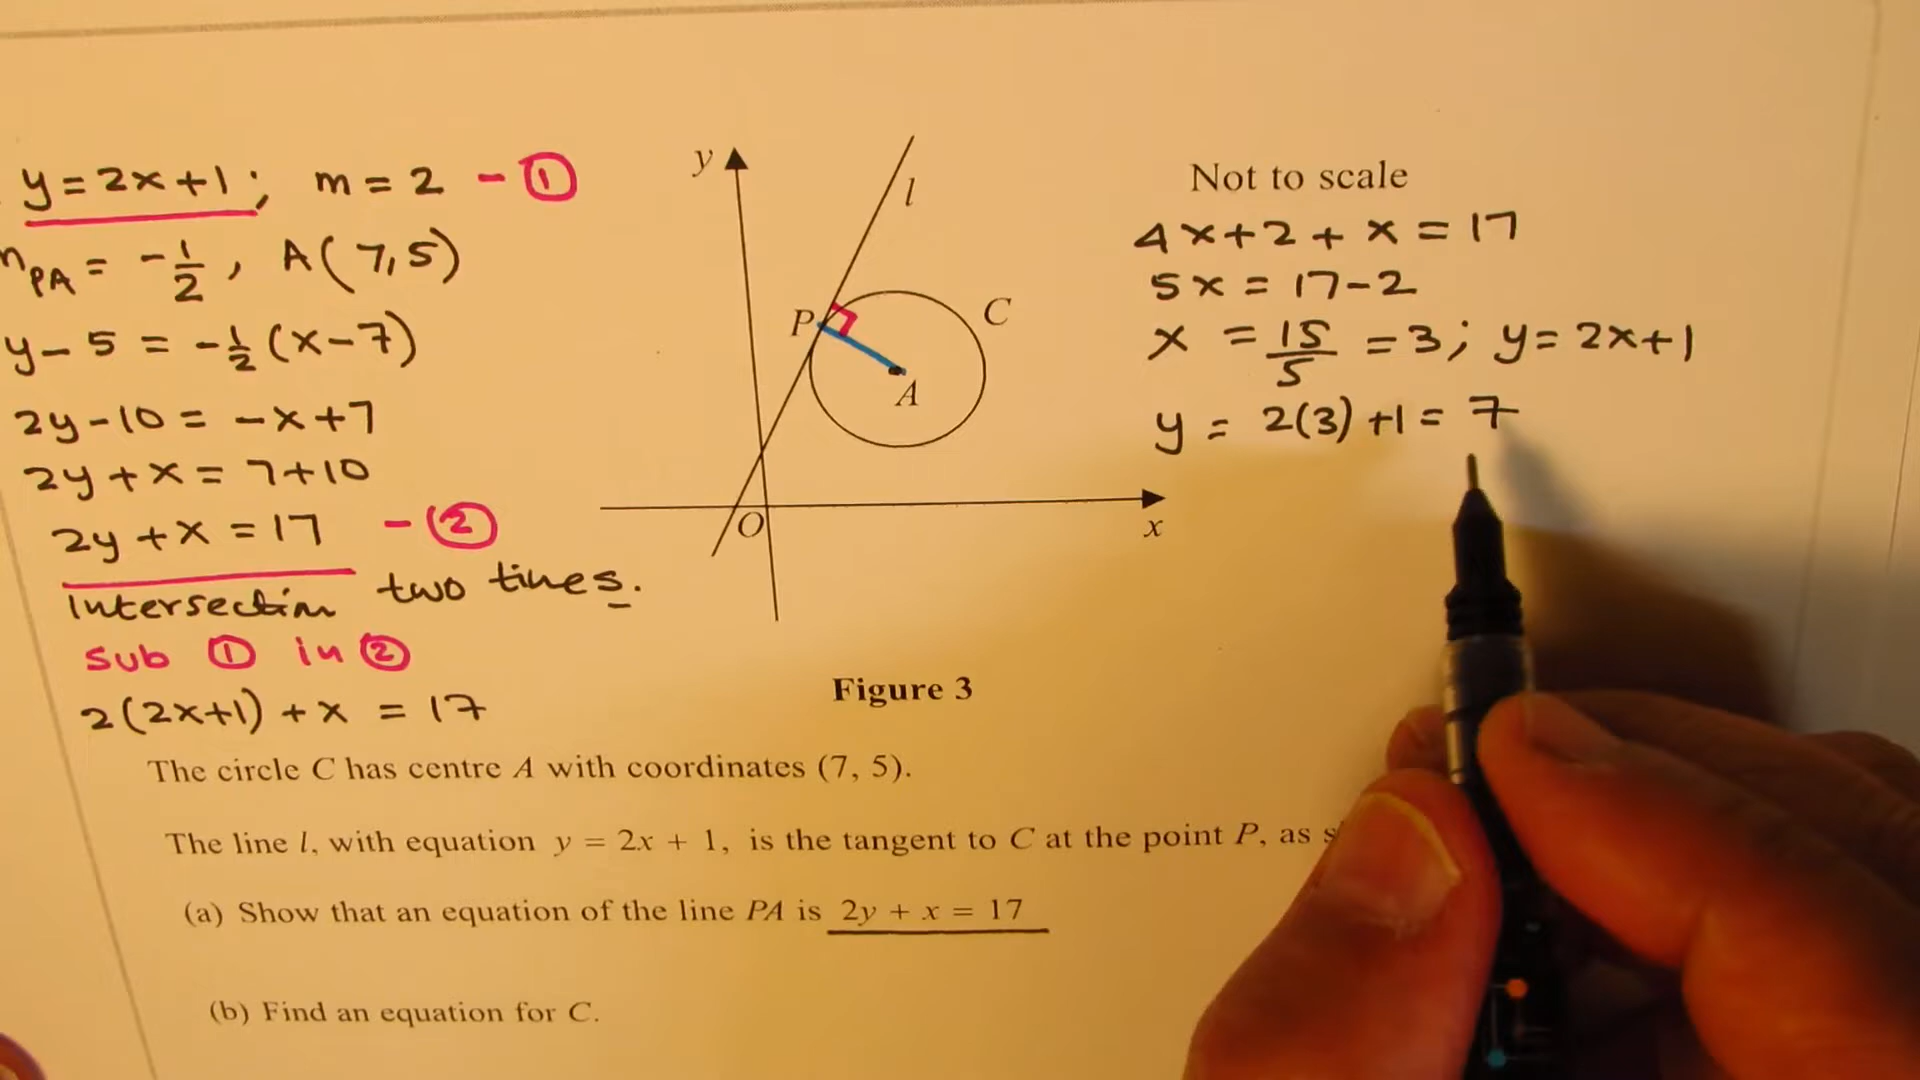 y = 2x + 1 ; m = 2 - ①
PA = -1/2 , A(7,5)
y - 5 = -1/2 (x - 7)
2y - 10 = -x + 7
2y + x = 7 + 10
2y + x = 17 - ②
Intersection two lines.
Sub ① in ②
2(2x+1) + x = 17
y
l
P
C
A
O
x
Figure 3
Not to scale
4x + 2 + x = 17
5x = 17 - 2
x = 15/5 = 3; y = 2x + 1
y = 2(3) + 1 = 7
The circle C has centre A with coordinates (7, 5).
The line l, with equation y = 2x + 1, is the tangent to C at the point P, as
(a) Show that an equation of the line PA is 2y + x = 17
(b) Find an equation for C.